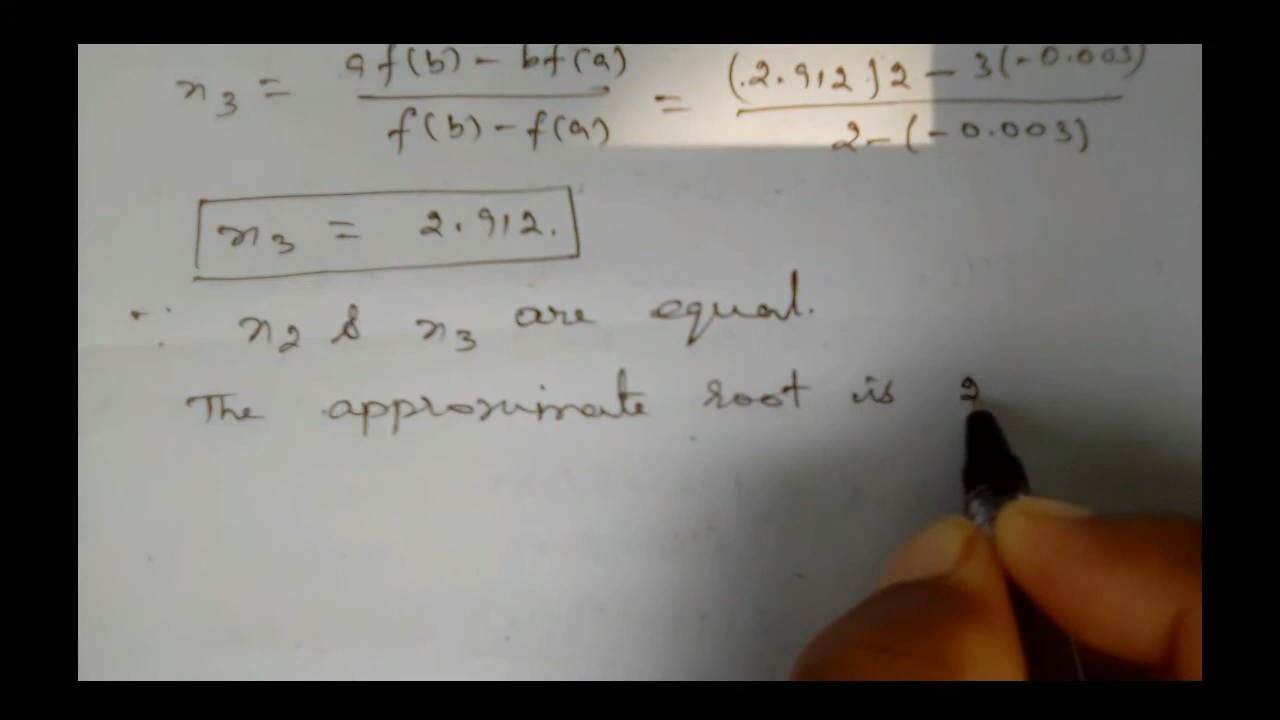 x3 = af(b) - bf(a) / f(b) - f(a) = (.2.912)2 - 3(-0.003) / 2-(-0.003)
x3 = 2.912.
∵ x2 & x3 are equal.
The approximate root is 2